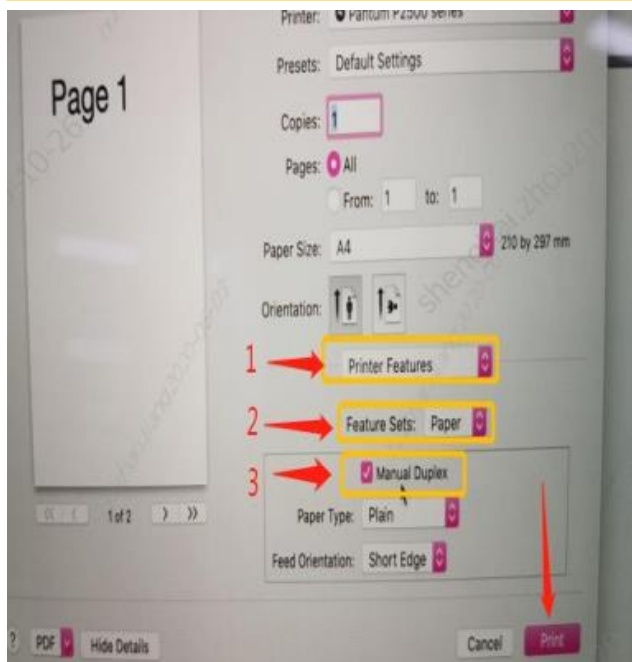 Printer: Pantum P2500 series
Presets: Default Settings
Page 1
Copies: 1
Pages: All
From: 1 to: 1
Paper Size: A4 210 by 297 mm
Orientation:
1 Printer Features
2 Feature Sets: Paper
3 Manual Duplex
1 of 2
Paper Type: Plain
Feed Orientation: Short Edge
? PDF Hide Details Cancel Print